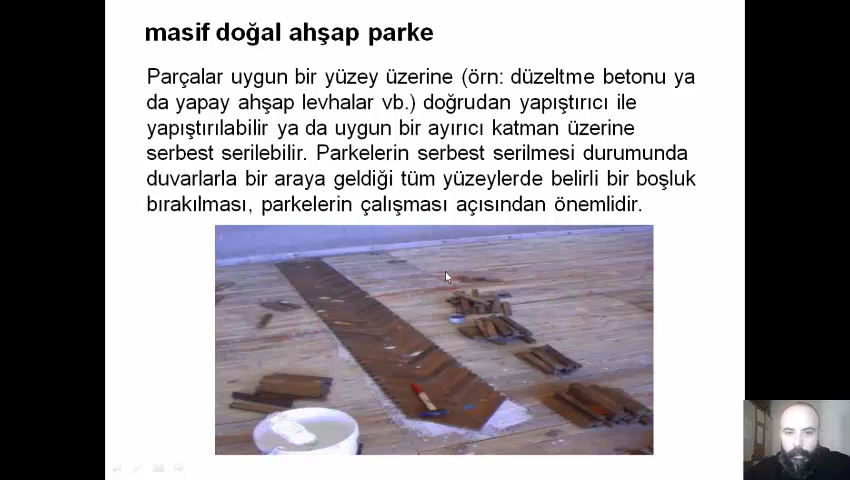 masif doğal ahşap parke
Parçalar uygun bir yüzey üzerine (örn: düzeltme betonu ya
da yapay ahşap levhalar vb.) doğrudan yapıştırıcı ile
yapıştırılabilir ya da uygun bir ayırıcı katman üzerine
serbest serilebilir. Parkelerin serbest serilmesi durumunda
duvarlarla bir araya geldiği tüm yüzeylerde belirli bir boşluk
bırakılması, parkelerin çalışması açısından önemlidir.